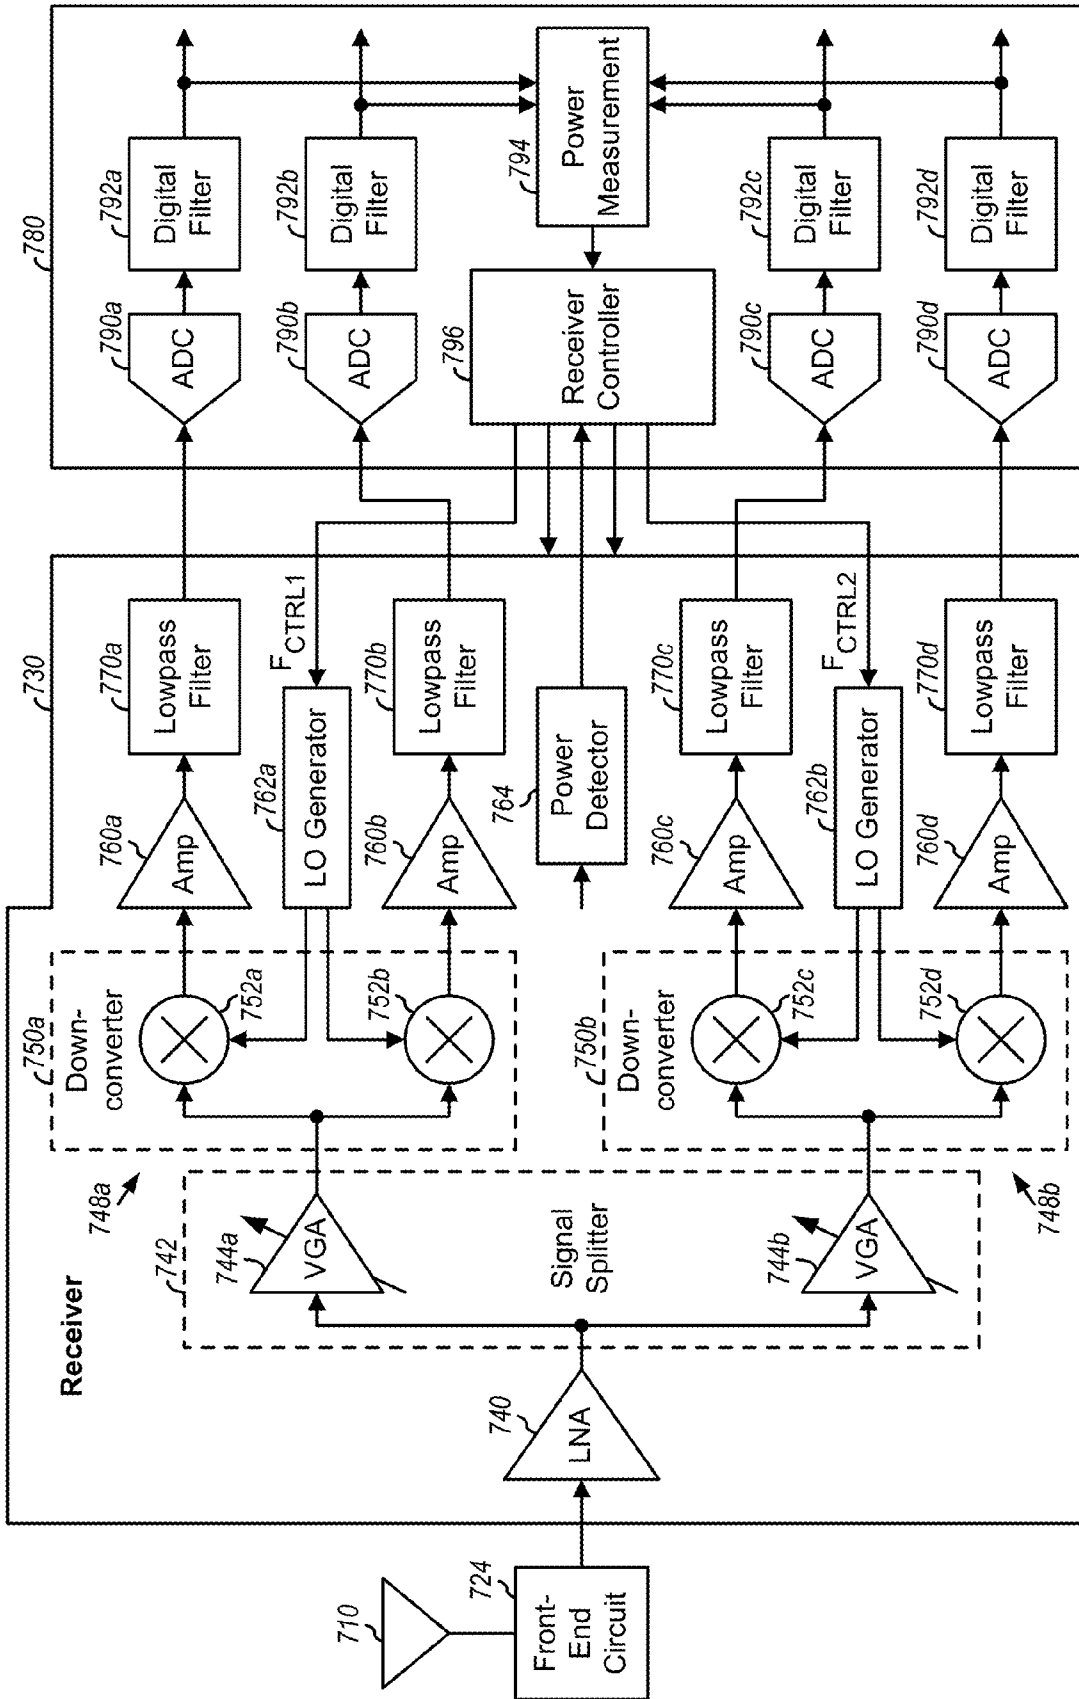 Receiver
710
724
Front-
End
Circuit
730
740
LNA
742
744a
VGA
Signal
Splitter
744b
VGA
748a
748b
750a
Down-
converter
752a
752b
750b
Down-
converter
752c
752d
760a
Amp
762a
LO Generator
760b
Amp
764
Power
Detector
760c
Amp
762b
LO Generator
760d
Amp
770a
Lowpass
Filter
FCTRL1
770b
Lowpass
Filter
770c
Lowpass
Filter
FCTRL2
770d
Lowpass
Filter
780
790a
ADC
790b
ADC
796
Receiver
Controller
790c
ADC
790d
ADC
792a
Digital
Filter
792b
Digital
Filter
794
Power
Measurement
792c
Digital
Filter
792d
Digital
Filter